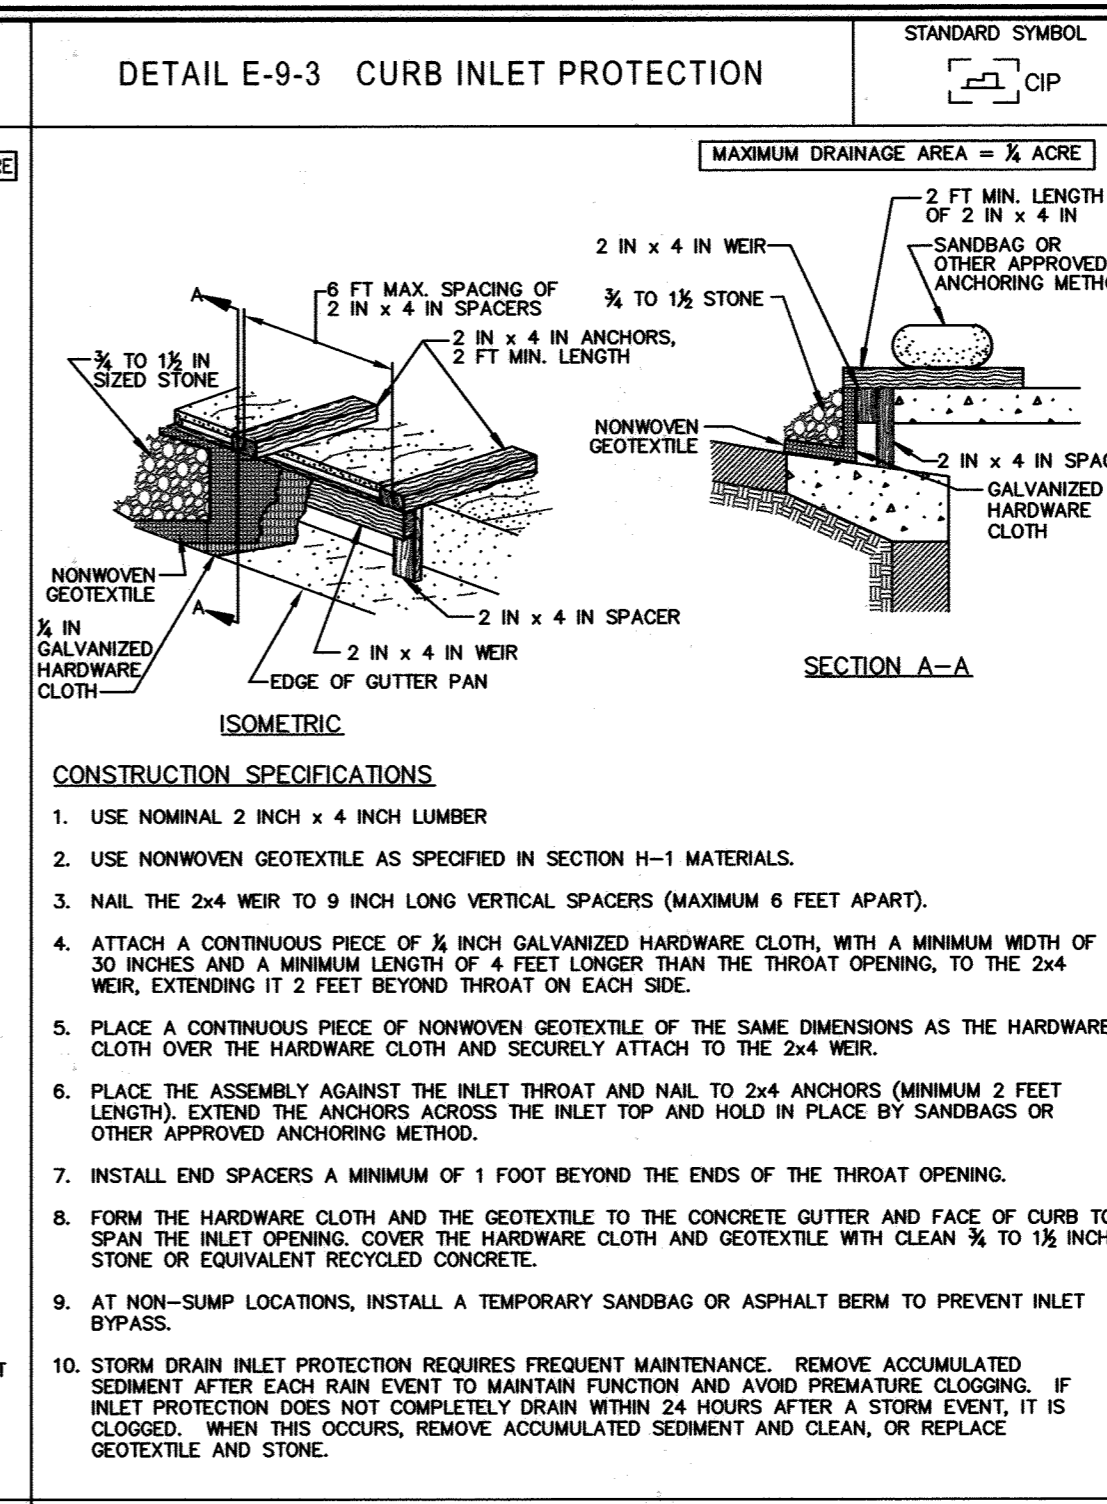 DETAIL E-9-3 CURB INLET PROTECTION
STANDARD SYMBOL
CIP
MAXIMUM DRAINAGE AREA = ¼ ACRE
2 FT MIN. LENGTH
OF 2 IN x 4 IN
2 IN x 4 IN WEIR
SANDBAG OR
OTHER APPROVED
ANCHORING
¾ TO 1½ STONE
6 FT MAX. SPACING OF
2 IN x 4 IN SPACERS
A
2 IN x 4 IN ANCHORS,
2 FT MIN. LENGTH
¾ TO 1½ IN
SIZED STONE
NONWOVEN
GEOTEXTILE
2 IN x 4 IN
GALVANIZED
HARDWARE
CLOTH
NONWOVEN
GEOTEXTILE
A
2 IN x 4 IN SPACER
¼ IN
GALVANIZED
HARDWARE
CLOTH
2 IN x 4 IN WEIR
EDGE OF GUTTER PAN
SECTION A-A
ISOMETRIC
CONSTRUCTION SPECIFICATIONS
1. USE NOMINAL 2 INCH x 4 INCH LUMBER
2. USE NONWOVEN GEOTEXTILE AS SPECIFIED IN SECTION H-1 MATERIALS.
3. NAIL THE 2x4 WEIR TO 9 INCH LONG VERTICAL SPACERS (MAXIMUM 6 FEET APART).
4. ATTACH A CONTINUOUS PIECE OF ¼ INCH GALVANIZED HARDWARE CLOTH, WITH A MINIMUM WIDTH OF
30 INCHES AND A MINIMUM LENGTH OF 4 FEET LONGER THAN THE THROAT OPENING, TO THE 2x4
WEIR, EXTENDING IT 2 FEET BEYOND THROAT ON EACH SIDE.
5. PLACE A CONTINUOUS PIECE OF NONWOVEN GEOTEXTILE OF THE SAME DIMENSIONS AS THE HARDWARE
CLOTH OVER THE HARDWARE CLOTH AND SECURELY ATTACH TO THE 2x4 WEIR.
6. PLACE THE ASSEMBLY AGAINST THE INLET THROAT AND NAIL TO 2x4 ANCHORS (MINIMUM 2 FEET
LENGTH). EXTEND THE ANCHORS ACROSS THE INLET TOP AND HOLD IN PLACE BY SANDBAGS OR
OTHER APPROVED ANCHORING METHOD.
7. INSTALL END SPACERS A MINIMUM OF 1 FOOT BEYOND THE ENDS OF THE THROAT OPENING.
8. FORM THE HARDWARE CLOTH AND THE GEOTEXTILE TO THE CONCRETE GUTTER AND FACE OF CURB TO
SPAN THE INLET OPENING. COVER THE HARDWARE CLOTH AND GEOTEXTILE WITH CLEAN ¾ TO 1½ INCH
STONE OR EQUIVALENT RECYCLED CONCRETE.
9. AT NON-SUMP LOCATIONS, INSTALL A TEMPORARY SANDBAG OR ASPHALT BERM TO PREVENT INLET
BYPASS.
10. STORM DRAIN INLET PROTECTION REQUIRES FREQUENT MAINTENANCE. REMOVE ACCUMULATED
SEDIMENT AFTER EACH RAIN EVENT TO MAINTAIN FUNCTION AND AVOID PREMATURE CLOGGING. IF
INLET PROTECTION DOES NOT COMPLETELY DRAIN WITHIN 24 HOURS AFTER A STORM EVENT, IT IS
CLOGGED. WHEN THIS OCCURS, REMOVE ACCUMULATED SEDIMENT AND CLEAN, OR REPLACE
GEOTEXTILE AND STONE.